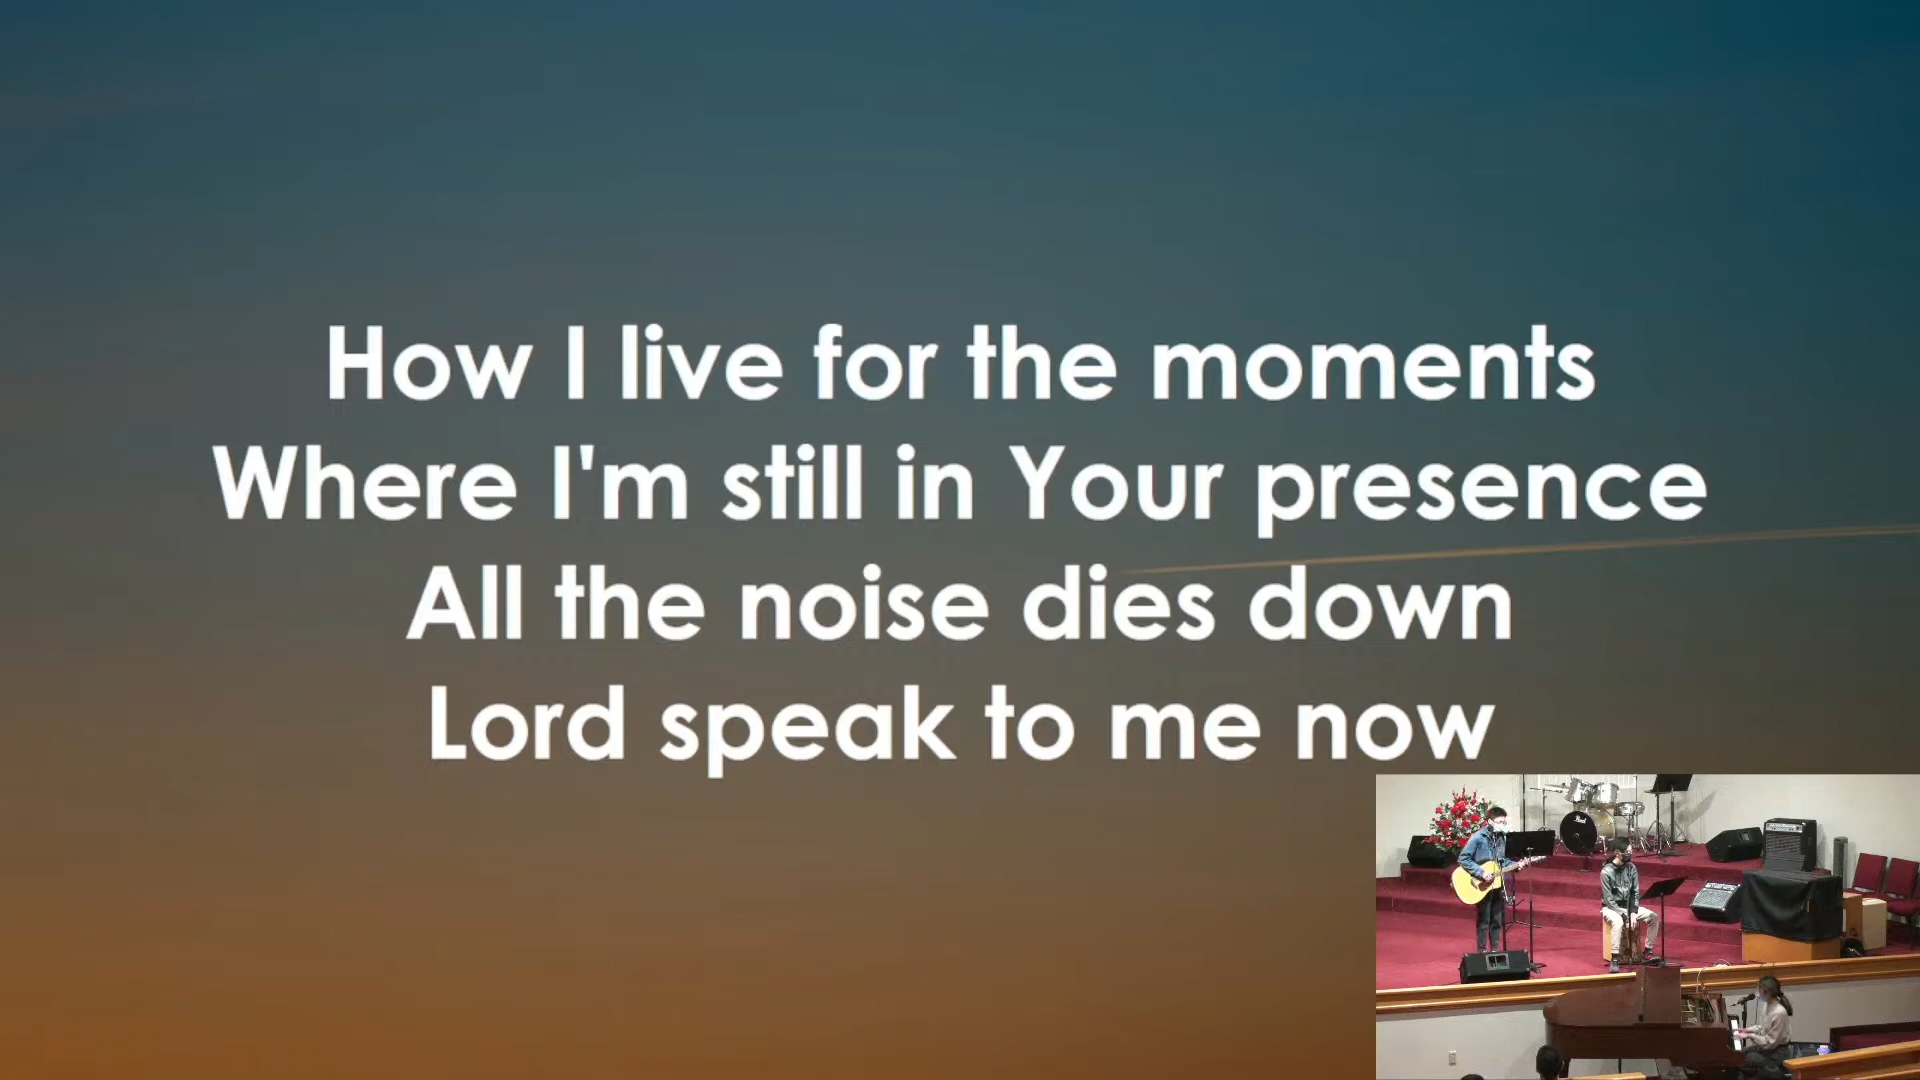 How I live for the moments
Where I'm still in Your presence
All the noise dies down
Lord speak to me now